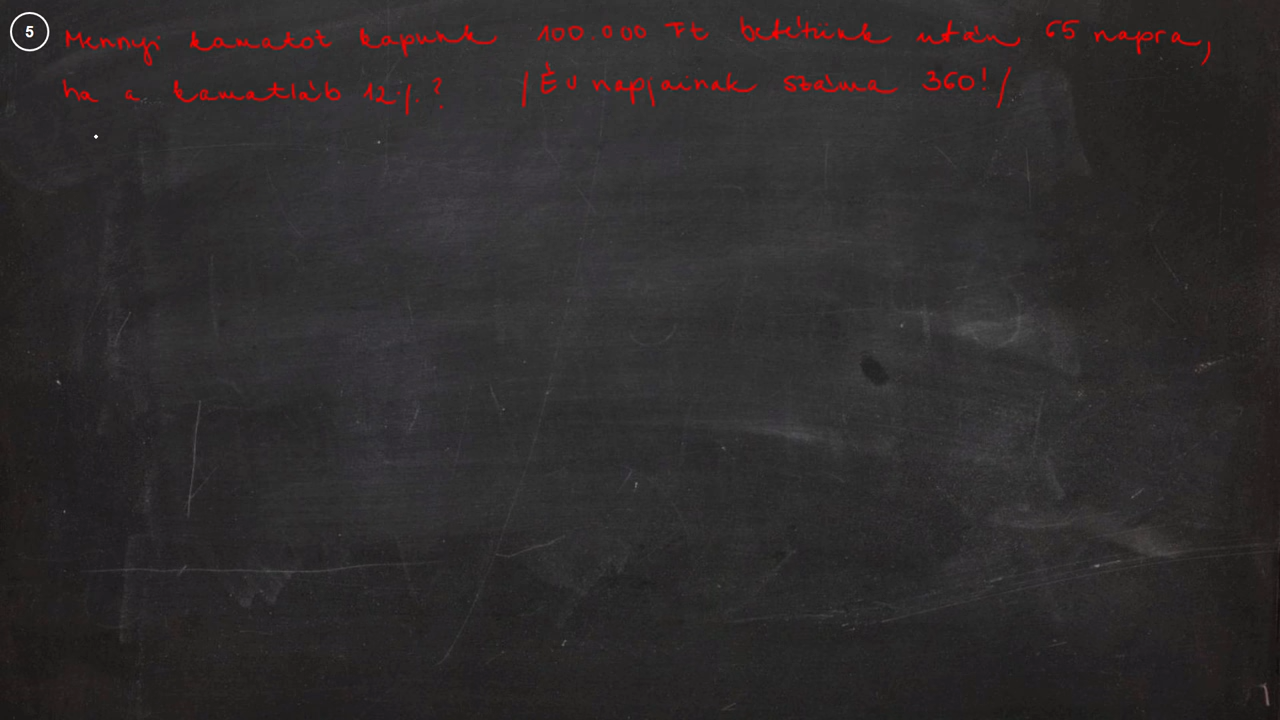 5 Mennyi kamatot kapunk 100.000 Ft betétünk után 65 napra,
ha a kamatláb 12%? /Év napjainak száma 360!/